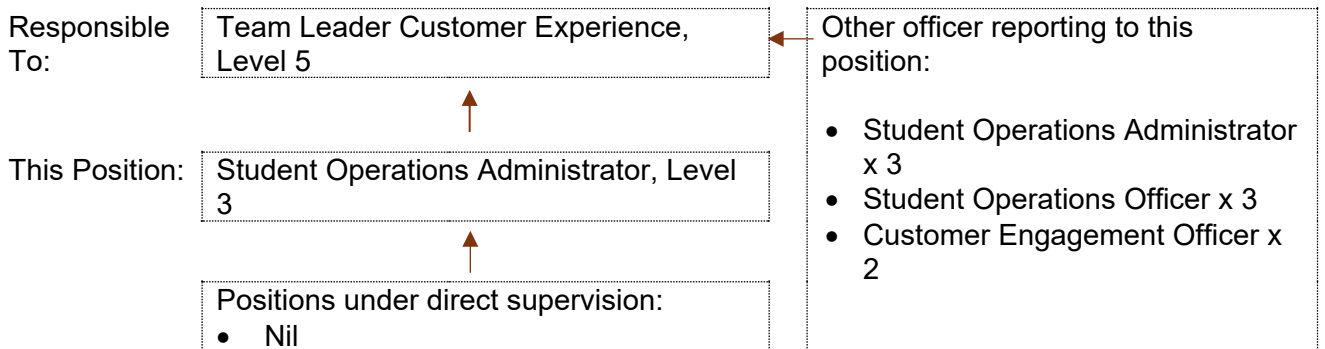 Responsible
To:
Team Leader Customer Experience,
Level 5
Other officer reporting to this
position:
• Student Operations Administrator
x 3
• Student Operations Officer x 3
• Customer Engagement Officer x
2
This Position:
Student Operations Administrator, Level
3
Positions under direct supervision:
• Nil